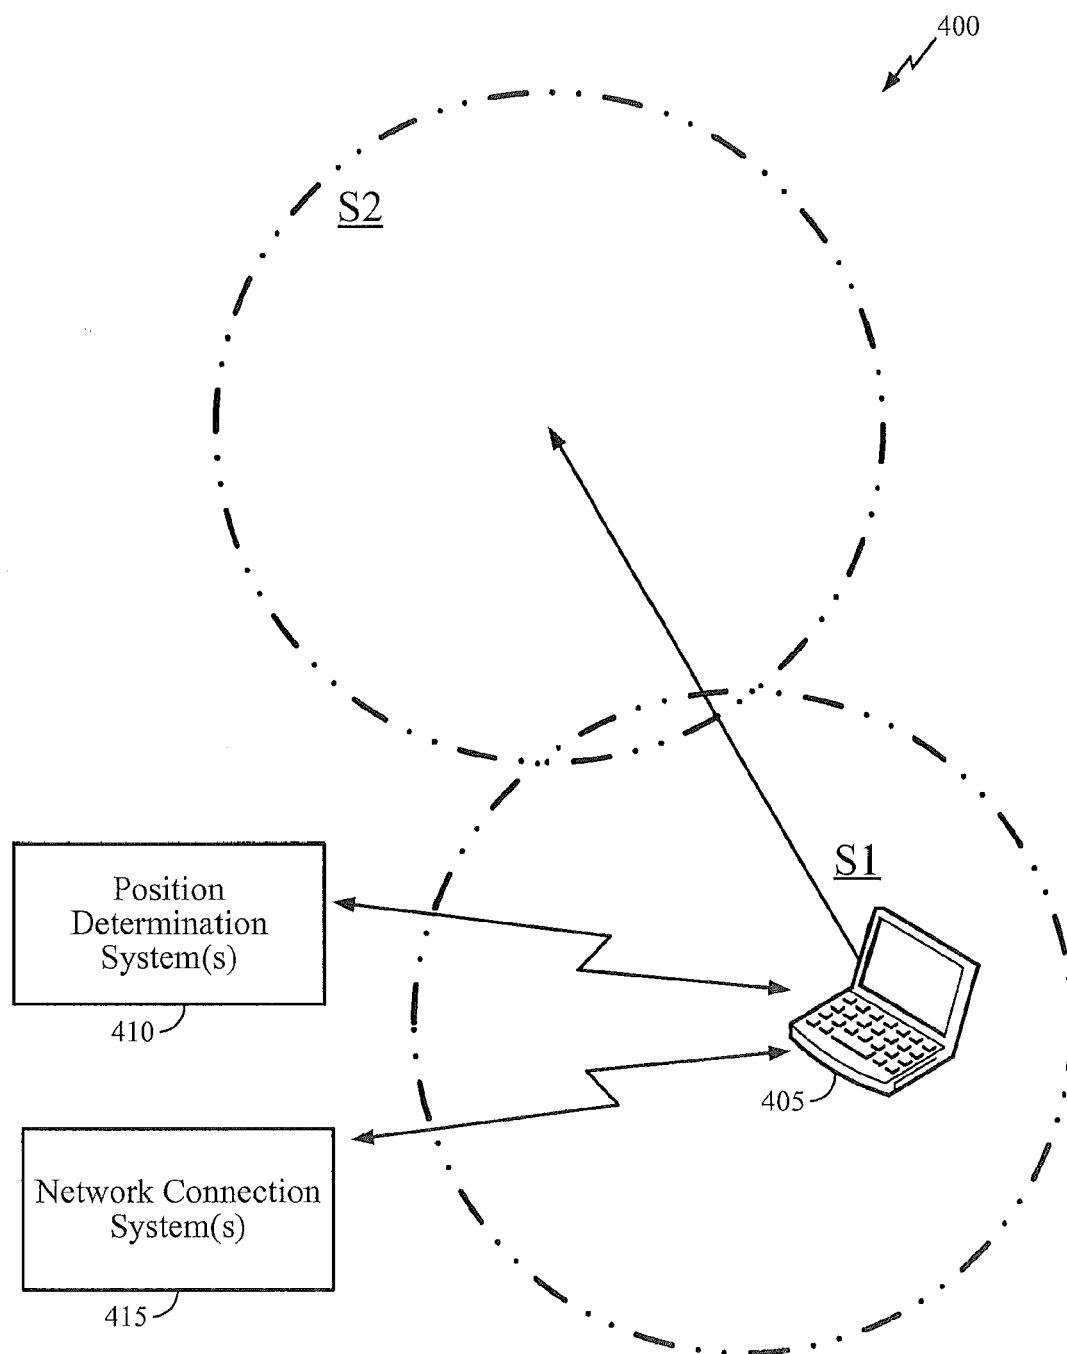 400
S2
S1
Position
Determination
System(s)
410
405
Network Connection
System(s)
415